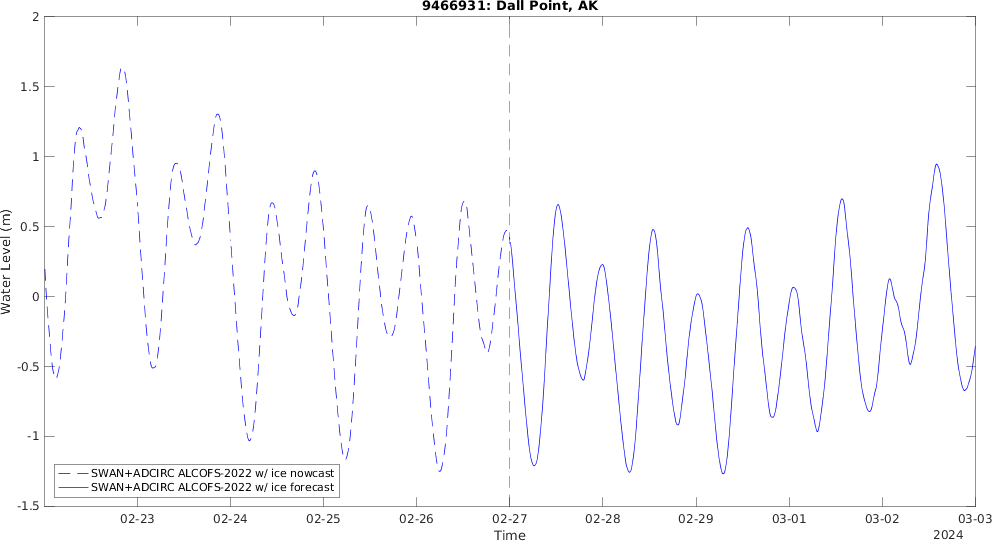 9466931: Dall Point, AK
2
1.5
1
0.5
0
-0.5
-1
-1.5
Water Level (m)
SWAN+ADCIRC ALCOFS-2022 w/ ice nowcast
SWAN+ADCIRC ALCOFS-2022 w/ ice forecast
02-23 02-24 02-25 02-26 02-27 02-28 02-29 03-01 03-02 03-03
Time
2024